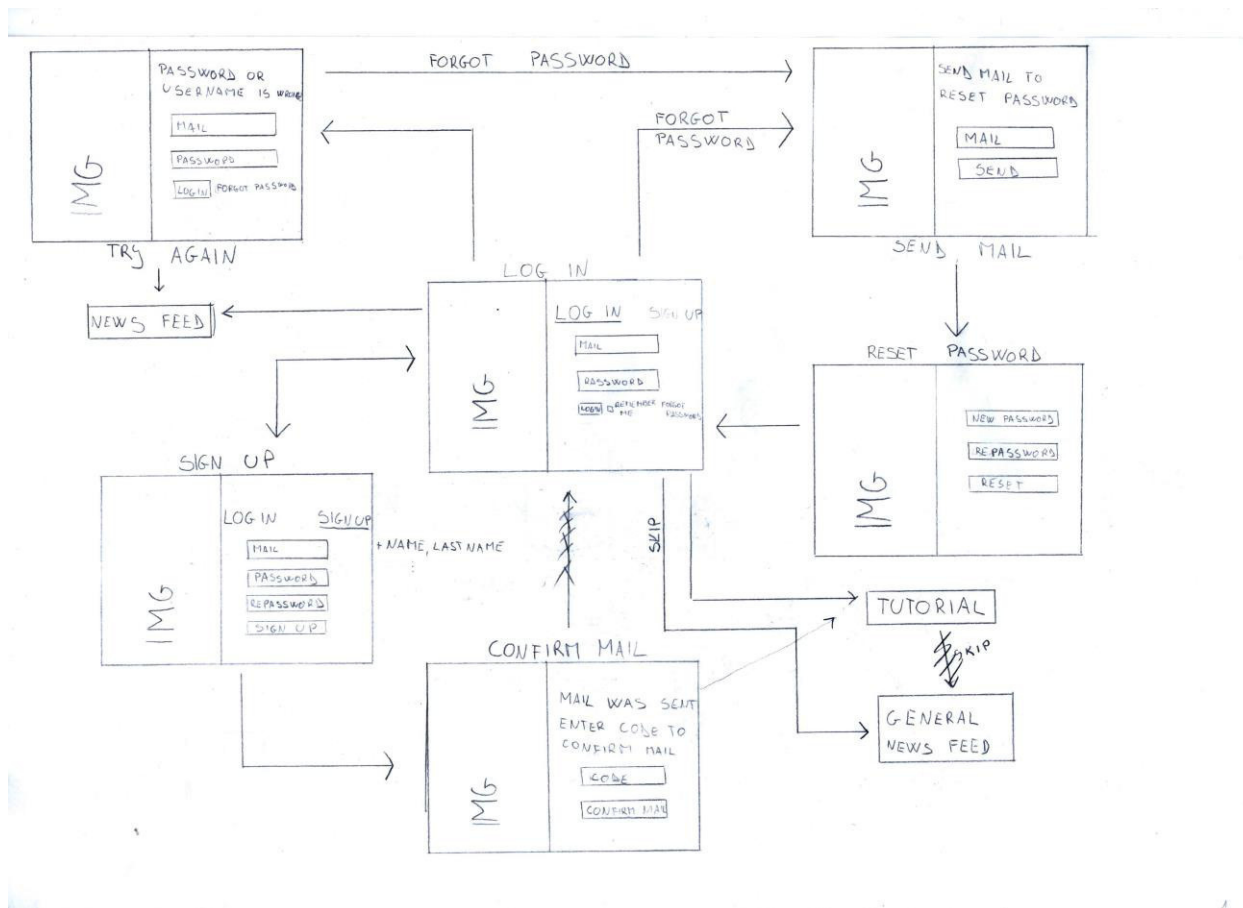 FORGOT PASSWORD
PASSWORD OR
USERNAME IS WRONG
MAIL
PASSWORD
LOGIN FORGOT PASSWORD
IMG
TRY AGAIN
NEWS FEED
FORGOT
PASSWORD
SEND MAIL TO
RESET PASSWORD
MAIL
SEND
IMG
SEND MAIL
LOG IN
LOG IN SIGN UP
MAIL
PASSWORD
LOGIN REMEMBER FORGOT
ME PASSWORD
IMG
RESET PASSWORD
NEW PASSWORD
REPASSWORD
RESET
IMG
SIGN UP
LOG IN SIGN UP
MAIL
+ NAME, LAST NAME
...
PASSWORD
REPASSWORD
SIGN UP
IMG
SKIP
TUTORIAL
SKIP
GENERAL
NEWS FEED
CONFIRM MAIL
MAIL WAS SENT
ENTER CODE TO
CONFIRM MAIL
CODE
CONFIRM MAIL
IMG